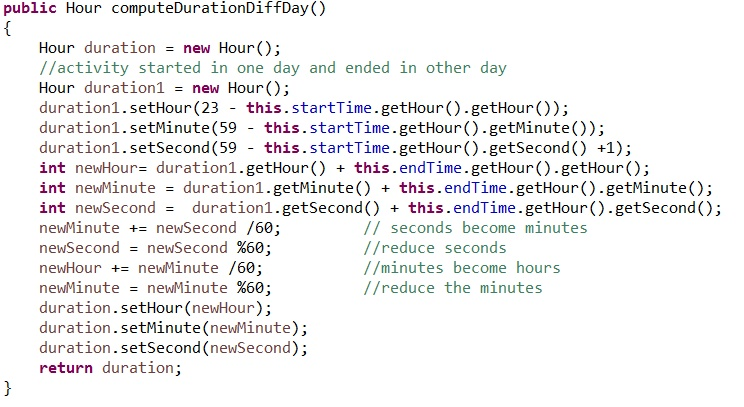 public Hour computeDurationDiffDay()
{
    Hour duration = new Hour();
    //activity started in one day and ended in other day
    Hour duration1 = new Hour();
    duration1.setHour(23 - this.startTime.getHour().getHour());
    duration1.setMinute(59 - this.startTime.getHour().getMinute());
    duration1.setSecond(59 - this.startTime.getHour().getSecond() +1);
    int newHour= duration1.getHour() + this.endTime.getHour().getHour();
    int newMinute = duration1.getMinute() + this.endTime.getHour().getMinute();
    int newSecond =  duration1.getSecond() + this.endTime.getHour().getSecond();
    newMinute += newSecond /60;          // seconds become minutes
    newSecond = newSecond %60;           //reduce seconds
    newHour += newMinute /60;            //minutes become hours
    newMinute = newMinute %60;           //reduce the minutes
    duration.setHour(newHour);
    duration.setMinute(newMinute);
    duration.setSecond(newSecond);
    return duration;
}